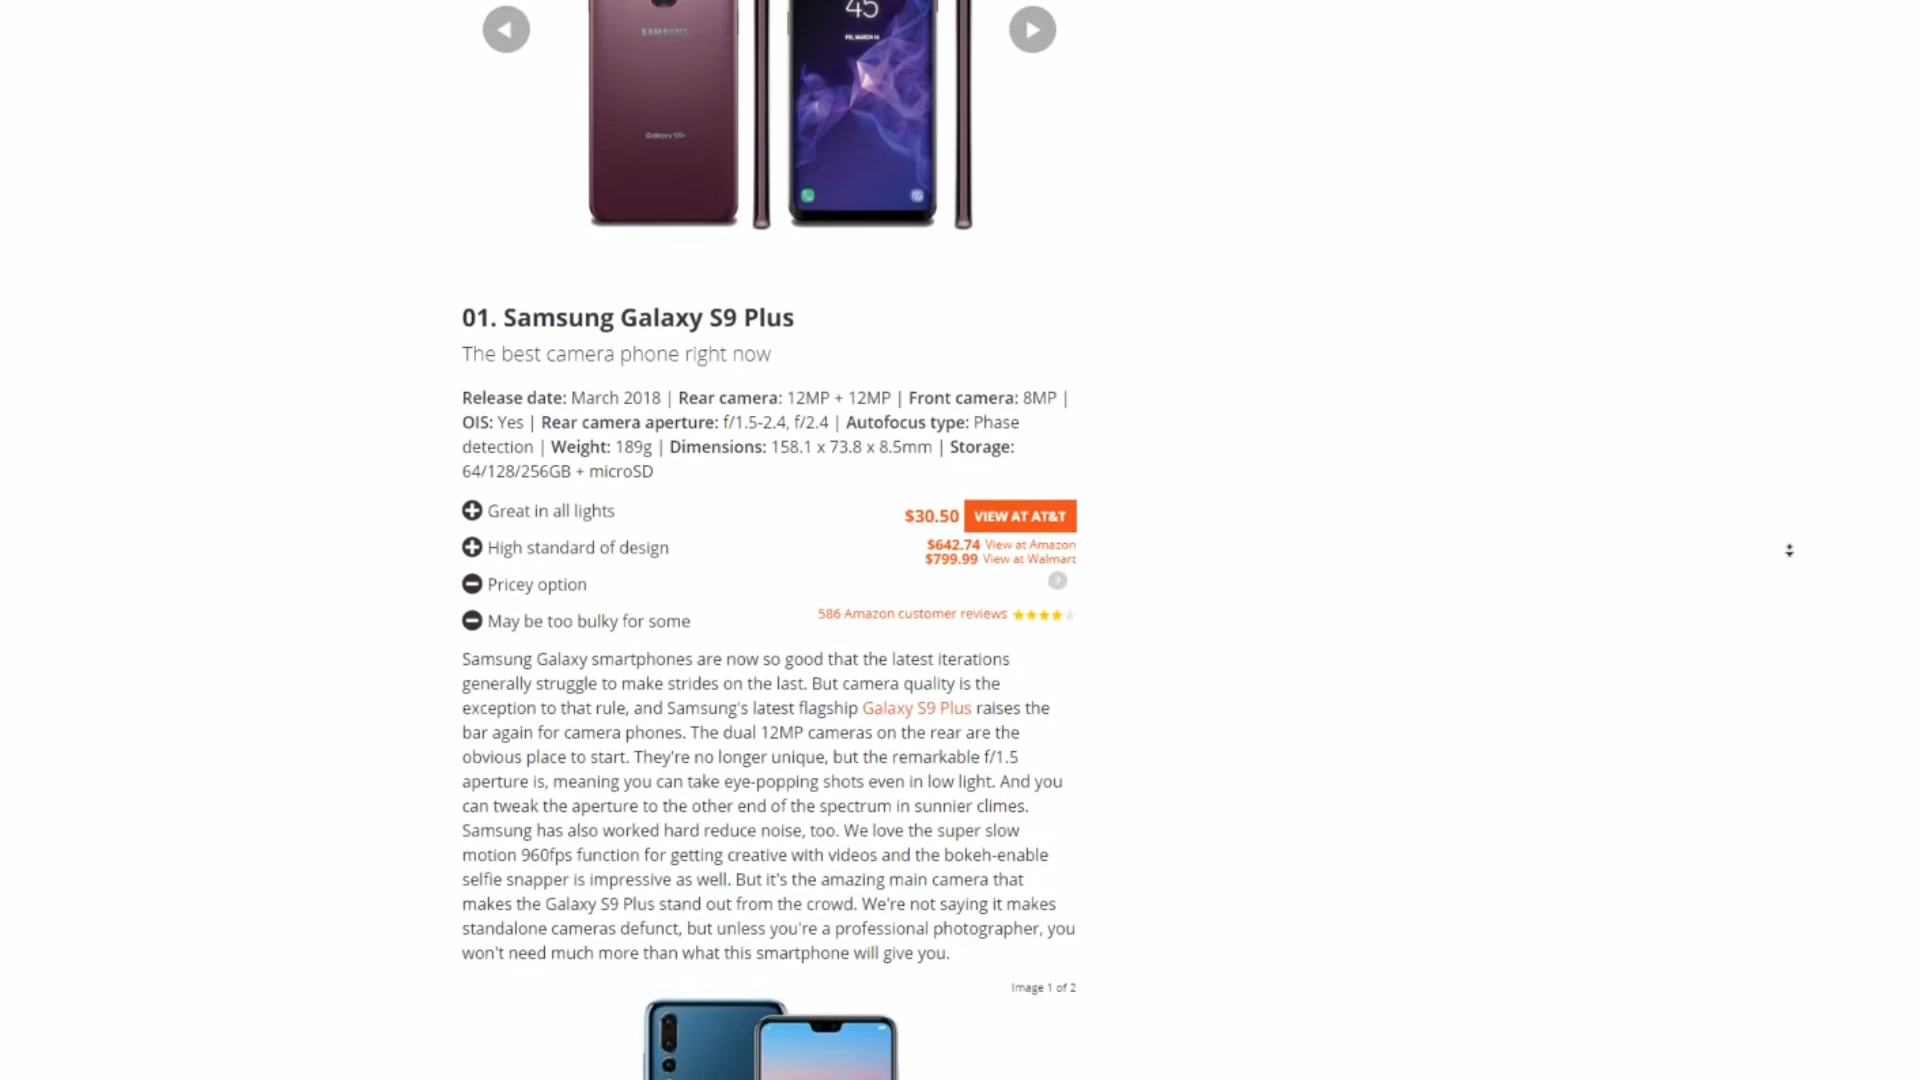 45
FRI, MARCH 16
SAMSUNG
Galaxy S9+
01. Samsung Galaxy S9 Plus
The best camera phone right now
Release date: March 2018 | Rear camera: 12MP + 12MP | Front camera: 8MP |
OIS: Yes | Rear camera aperture: f/1.5-2.4, f/2.4 | Autofocus type: Phase
detection | Weight: 189g | Dimensions: 158.1 x 73.8 x 8.5mm | Storage:
64/128/256GB + microSD
Great in all lights
High standard of design
Pricey option
May be too bulky for some
$30.50 VIEW AT AT&T
$642.74 View at Amazon
$799.99 View at Walmart
?
586 Amazon customer reviews
Samsung Galaxy smartphones are now so good that the latest iterations
generally struggle to make strides on the last. But camera quality is the
exception to that rule, and Samsung's latest flagship Galaxy S9 Plus raises the
bar again for camera phones. The dual 12MP cameras on the rear are the
obvious place to start. They're no longer unique, but the remarkable f/1.5
aperture is, meaning you can take eye-popping shots even in low light. And you
can tweak the aperture to the other end of the spectrum in sunnier climes.
Samsung has also worked hard reduce noise, too. We love the super slow
motion 960fps function for getting creative with videos and the bokeh-enable
selfie snapper is impressive as well. But it's the amazing main camera that
makes the Galaxy S9 Plus stand out from the crowd. We're not saying it makes
standalone cameras defunct, but unless you're a professional photographer, you
won't need much more than what this smartphone will give you.
Image 1 of 2